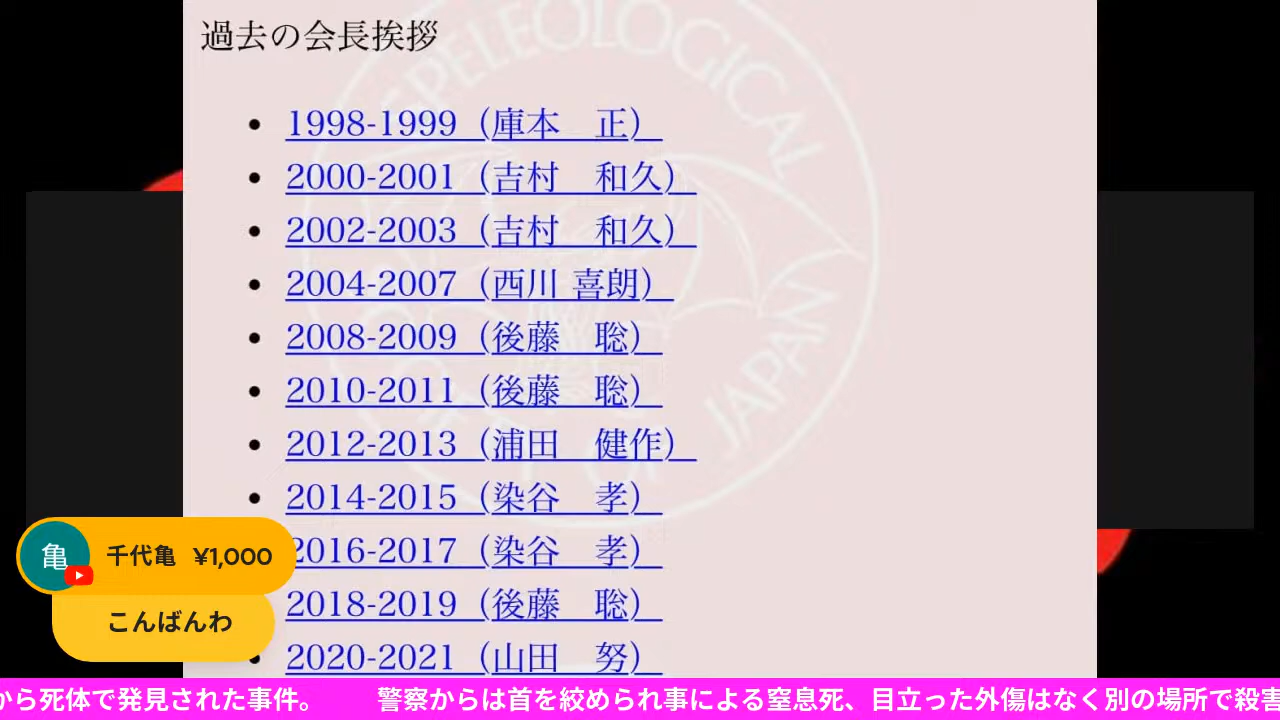 過去の会長挨拶
SPELEOLOGICAL
JAPAN
1998-1999（庫本　正）
2000-2001（吉村　和久）
2002-2003（吉村　和久）
2004-2007（西川 喜朗）
2008-2009（後藤　聡）
2010-2011（後藤　聡）
2012-2013（浦田　健作）
2014-2015（染谷　孝）
2016-2017（染谷　孝）
2018-2019（後藤　聡）
2020-2021（山田　努）
亀
千代亀 ¥1,000
こんばんわ
から死体で発見された事件。　　警察からは首を絞められ事による窒息死、目立った外傷はなく別の場所で殺害